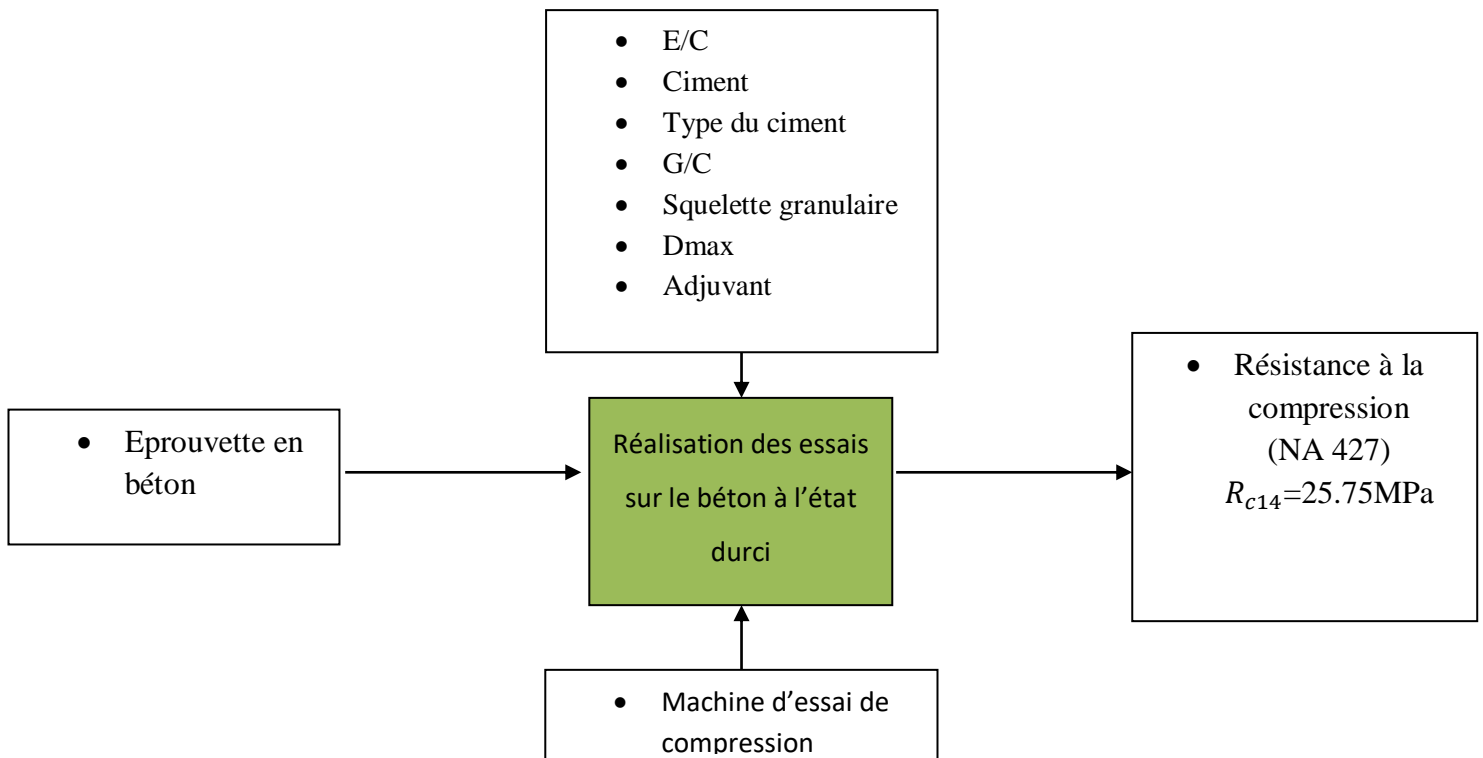 • E/C
• Ciment
• Type du ciment
• G/C
• Squelette granulaire
• Dmax
• Adjuvant
• Eprouvette en
béton
Réalisation des essais
sur le béton à l’état
durci
• Résistance à la
compression
(NA 427)
𝑅𝑐14=25.75MPa
• Machine d’essai de
compression